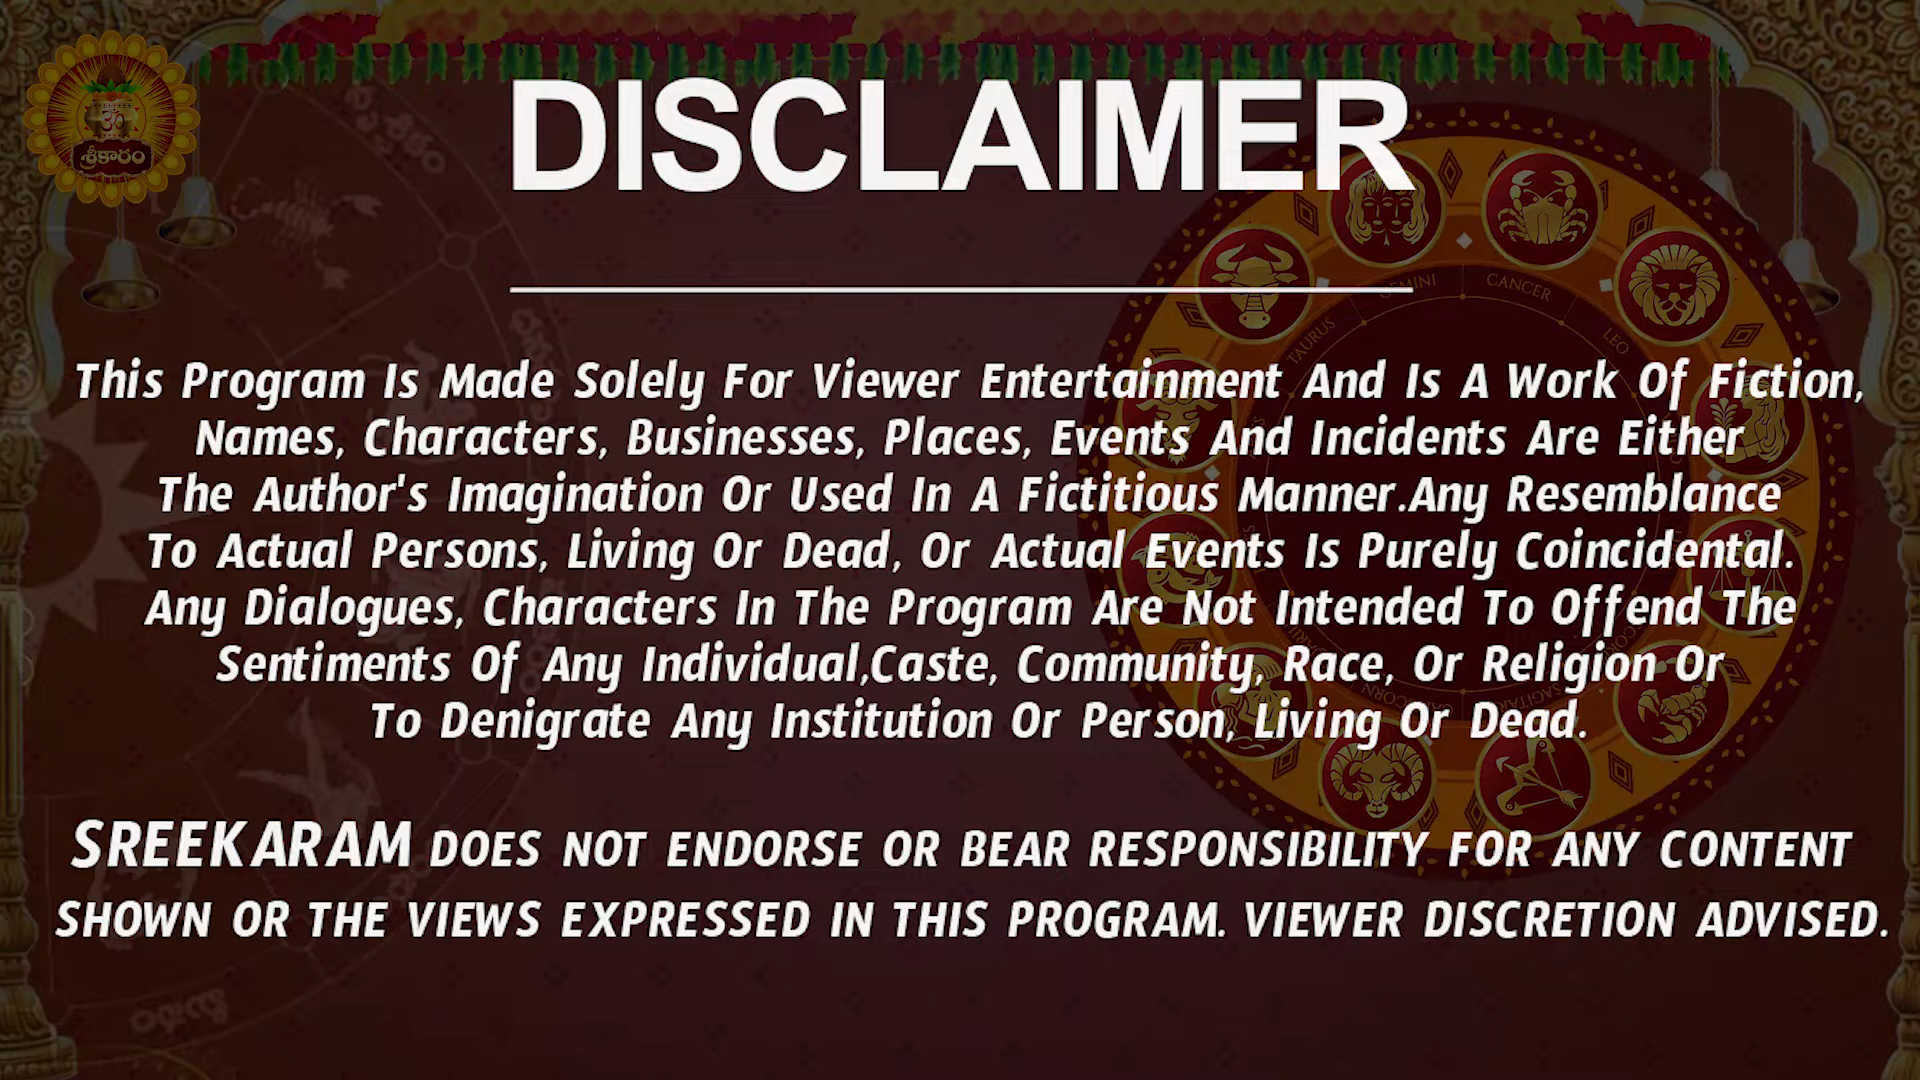 శ్రీకారం
DISCLAIMER
GEMINI
CANCER
TAURUS
LEO
This Program Is Made Solely For Viewer Entertainment And Is A Work Of Fiction,
Names, Characters, Businesses, Places, Events And Incidents Are Either
The Author's Imagination Or Used In A Fictitious Manner.Any Resemblance
To Actual Persons, Living Or Dead, Or Actual Events Is Purely Coincidental.
Any Dialogues, Characters In The Program Are Not Intended To Offend The
Sentiments Of Any Individual,Caste, Community, Race, Or Religion Or
To Denigrate Any Institution Or Person, Living Or Dead.
SREEKARAM DOES NOT ENDORSE OR BEAR RESPONSIBILITY FOR ANY CONTENT
SHOWN OR THE VIEWS EXPRESSED IN THIS PROGRAM. VIEWER DISCRETION ADVISED.